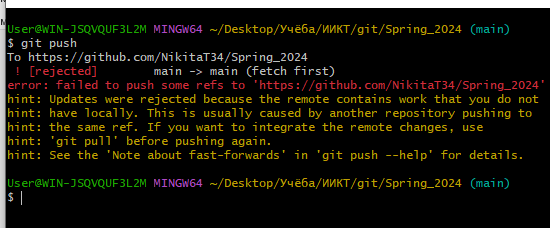 User@WIN-JSQVQUF3L2M MINGW64 ~/Desktop/Учёба/ИИКТ/git/Spring_2024 (main)
$ git push
To https://github.com/NikitaT34/Spring_2024
 ! [rejected]        main -> main (fetch first)
error: failed to push some refs to 'https://github.com/NikitaT34/Spring_2024'
hint: Updates were rejected because the remote contains work that you do not
hint: have locally. This is usually caused by another repository pushing to
hint: the same ref. If you want to integrate the remote changes, use
hint: 'git pull' before pushing again.
hint: See the 'Note about fast-forwards' in 'git push --help' for details.
User@WIN-JSQVQUF3L2M MINGW64 ~/Desktop/Учёба/ИИКТ/git/Spring_2024 (main)
$